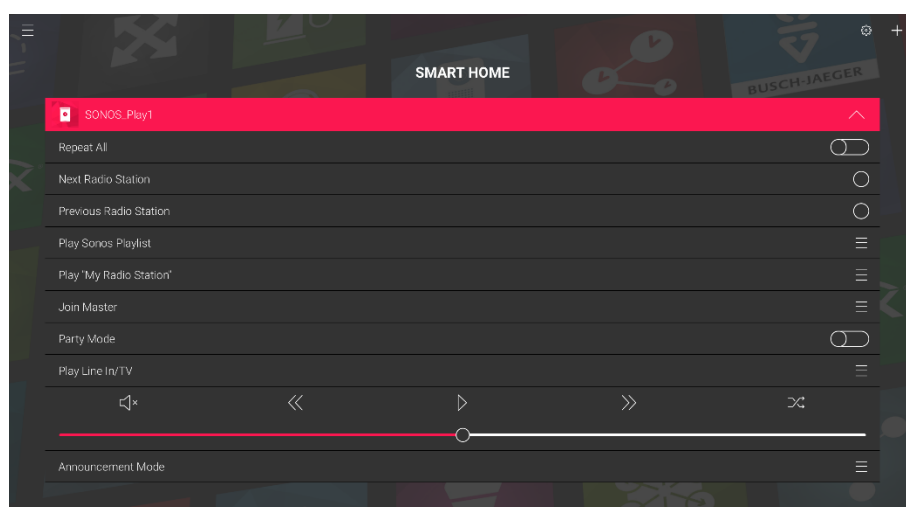 SMART HOME
BUSCH-JAEGER
SONOS_Play1
Repeat All
Next Radio Station
Previous Radio Station
Play Sonos Playlist
Play "My Radio Station"
Join Master
Party Mode
Play Line In/TV
Announcement Mode